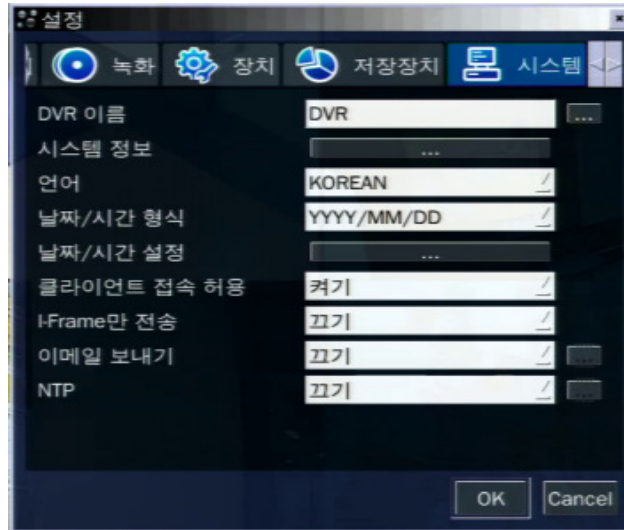 설정
녹화 장치 저장장치 시스템
DVR 이름 DVR ...
시스템 정보 ...
언어 KOREAN
날짜/시간 형식 YYYY/MM/DD
날짜/시간 설정 ...
클라이언트 접속 허용 켜기
I-Frame만 전송 끄기
이메일 보내기 끄기 ...
NTP 끄기 ...
OK Cancel